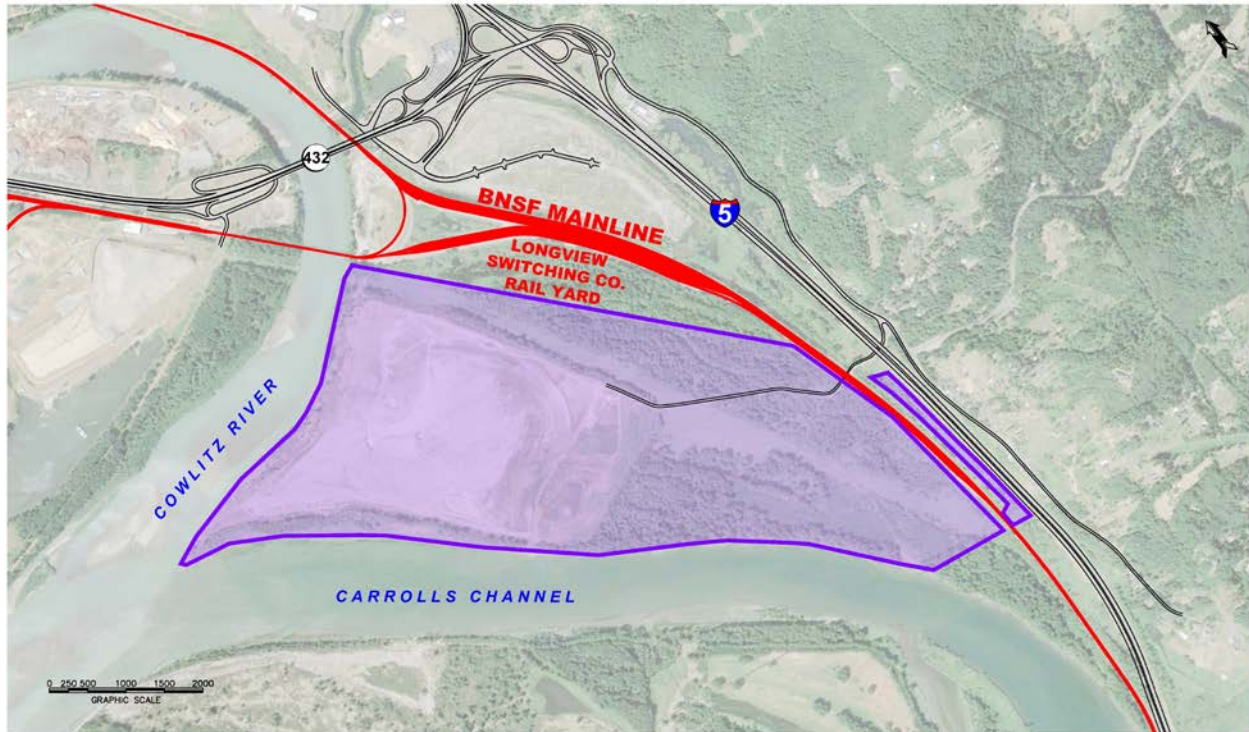 432
BNSF MAINLINE
5
LONGVIEW
SWITCHING CO.
RAIL YARD
COWLITZ RIVER
CARROLLS CHANNEL
0 250 500 1000 1500 2000
GRAPHIC SCALE